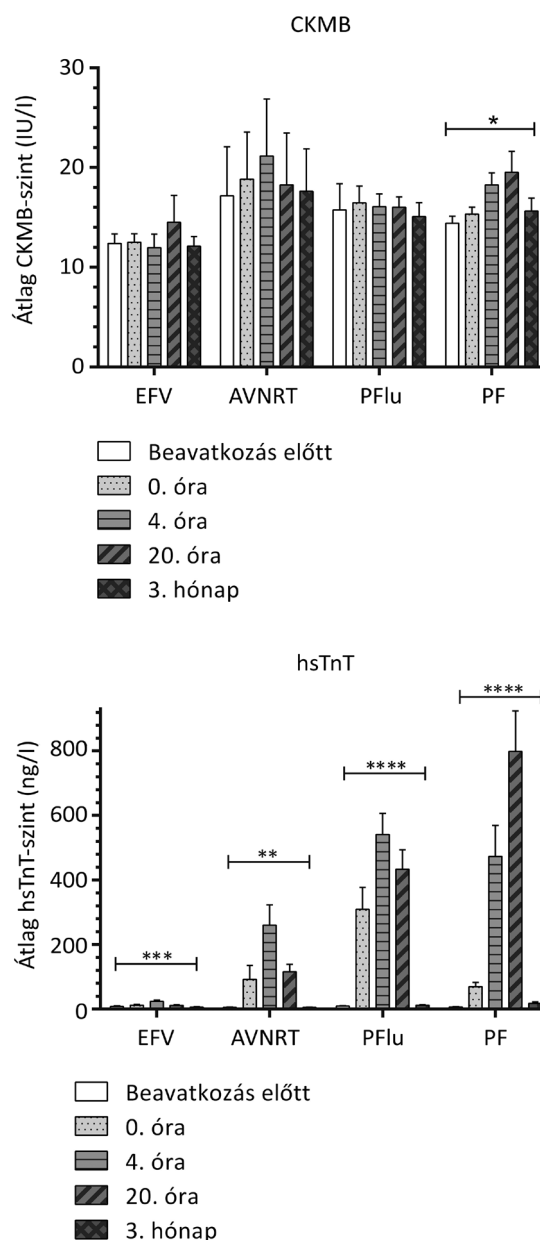 CKMB
Átlag CKMB-szint (IU/l)
30
20
10
0
*
EFV AVNRT PFlu PF
Beavatkozás előtt
0. óra
4. óra
20. óra
3. hónap
hsTnT
Átlag hsTnT-szint (ng/l)
800
600
400
200
0
***
**
****
****
EFV AVNRT PFlu PF
Beavatkozás előtt
0. óra
4. óra
20. óra
3. hónap